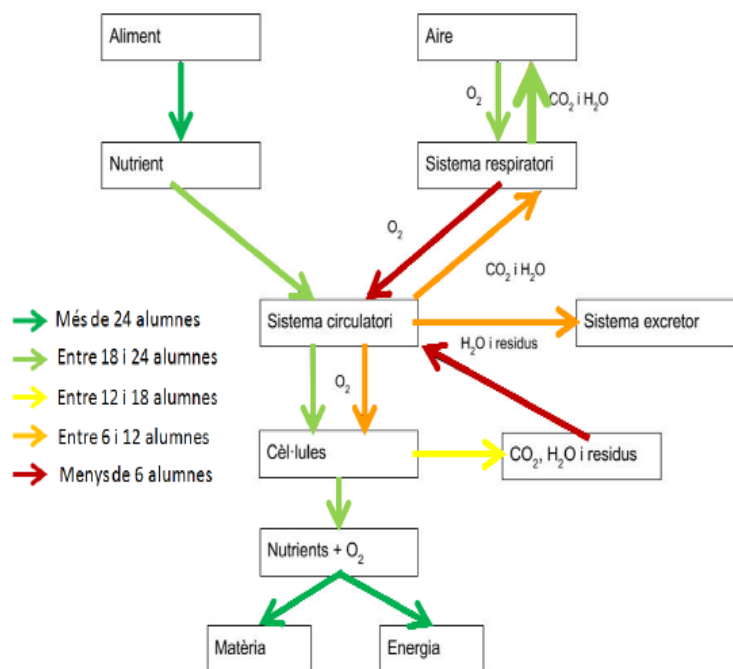 Aliment
Aire
O₂
CO₂ i H₂O
Nutrient
Sistema respiratori
O₂
CO₂ i H₂O
Sistema circulatori
Sistema excretor
H₂O i residus
Més de 24 alumnes
Entre 18 i 24 alumnes
Entre 12 i 18 alumnes
Entre 6 i 12 alumnes
Menys de 6 alumnes
O₂
Cèl·lules
CO₂, H₂O i residus
Nutrients + O₂
Matèria
Energia